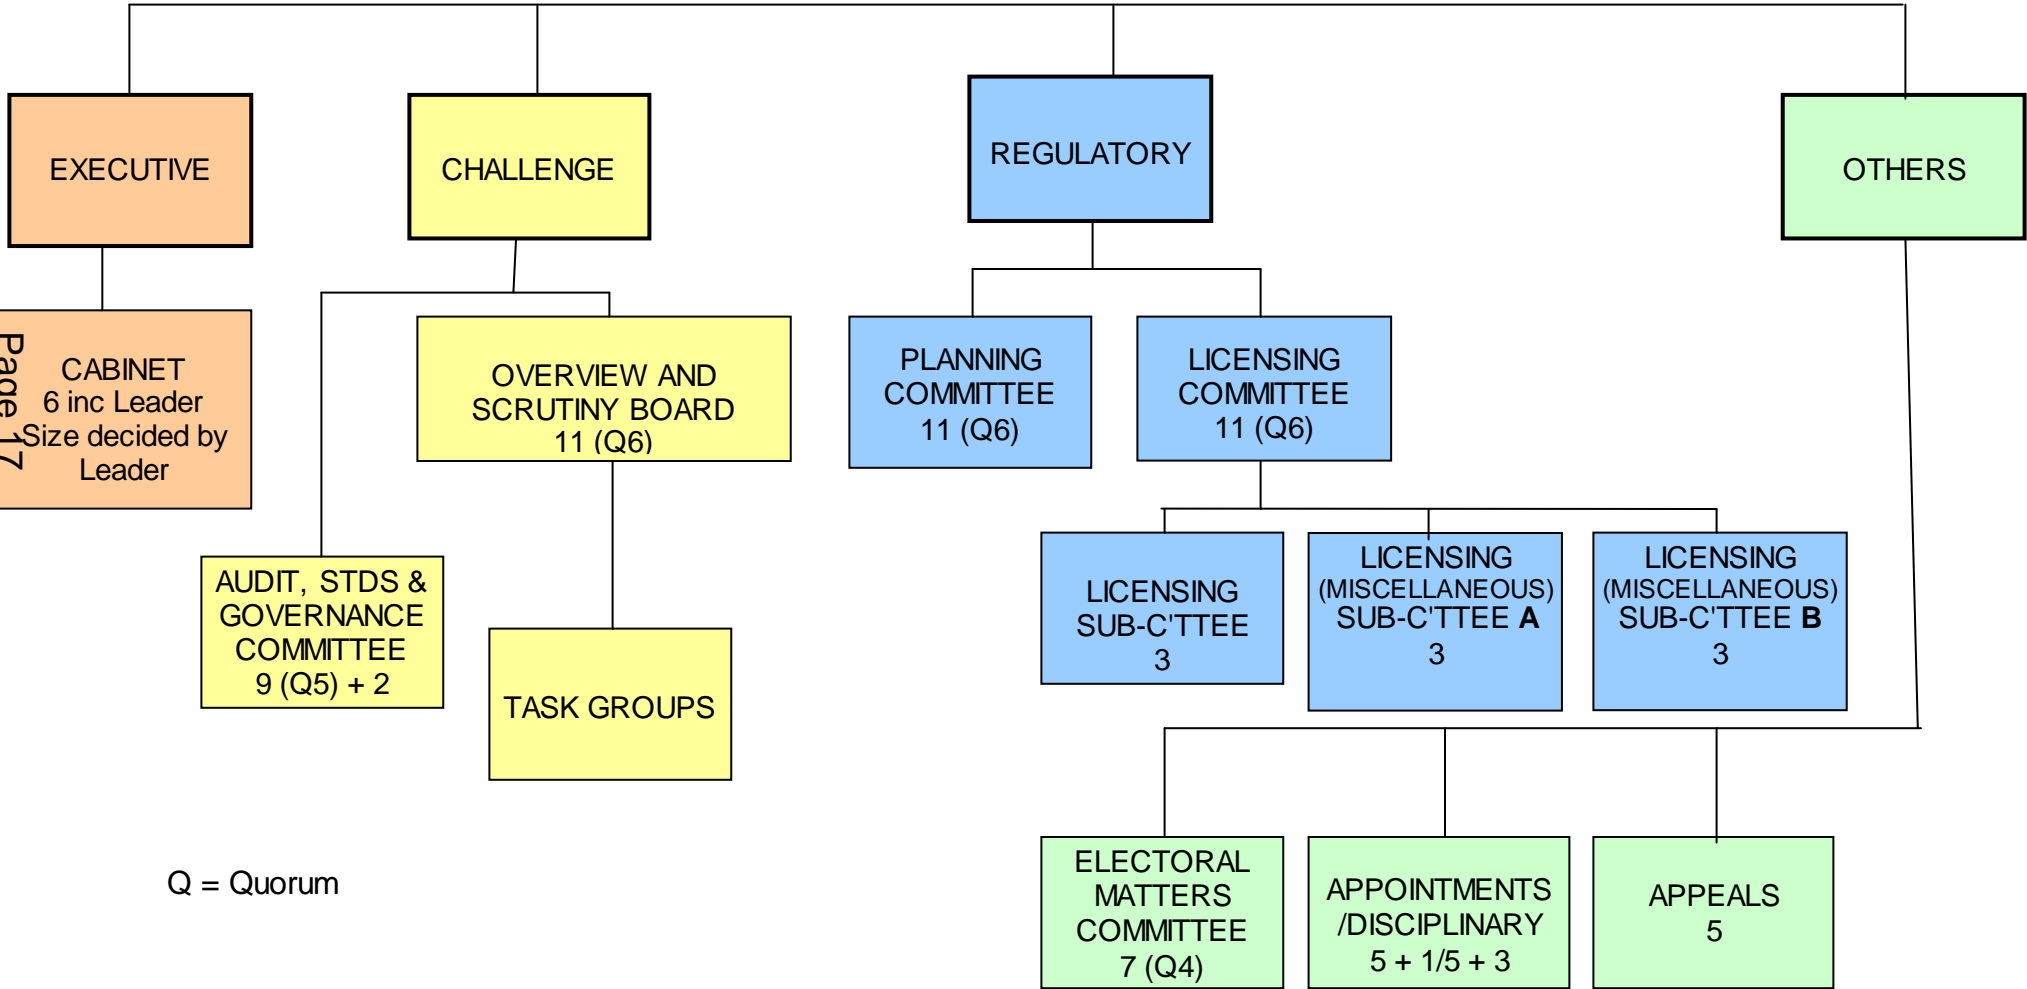 EXECUTIVE
CHALLENGE
REGULATORY
OTHERS
Page 17
CABINET
6 inc Leader
Size decided by
Leader
OVERVIEW AND
SCRUTINY BOARD
11 (Q6)
PLANNING
COMMITTEE
11 (Q6)
LICENSING
COMMITTEE
11 (Q6)
AUDIT, STDS &
GOVERNANCE
COMMITTEE
9 (Q5) + 2
TASK GROUPS
LICENSING
SUB-C'TTEE
3
LICENSING
(MISCELLANEOUS)
SUB-C'TTEE A
3
LICENSING
(MISCELLANEOUS)
SUB-C'TTEE B
3
Q = Quorum
ELECTORAL
MATTERS
COMMITTEE
7 (Q4)
APPOINTMENTS
/DISCIPLINARY
5 + 1/5 + 3
APPEALS
5